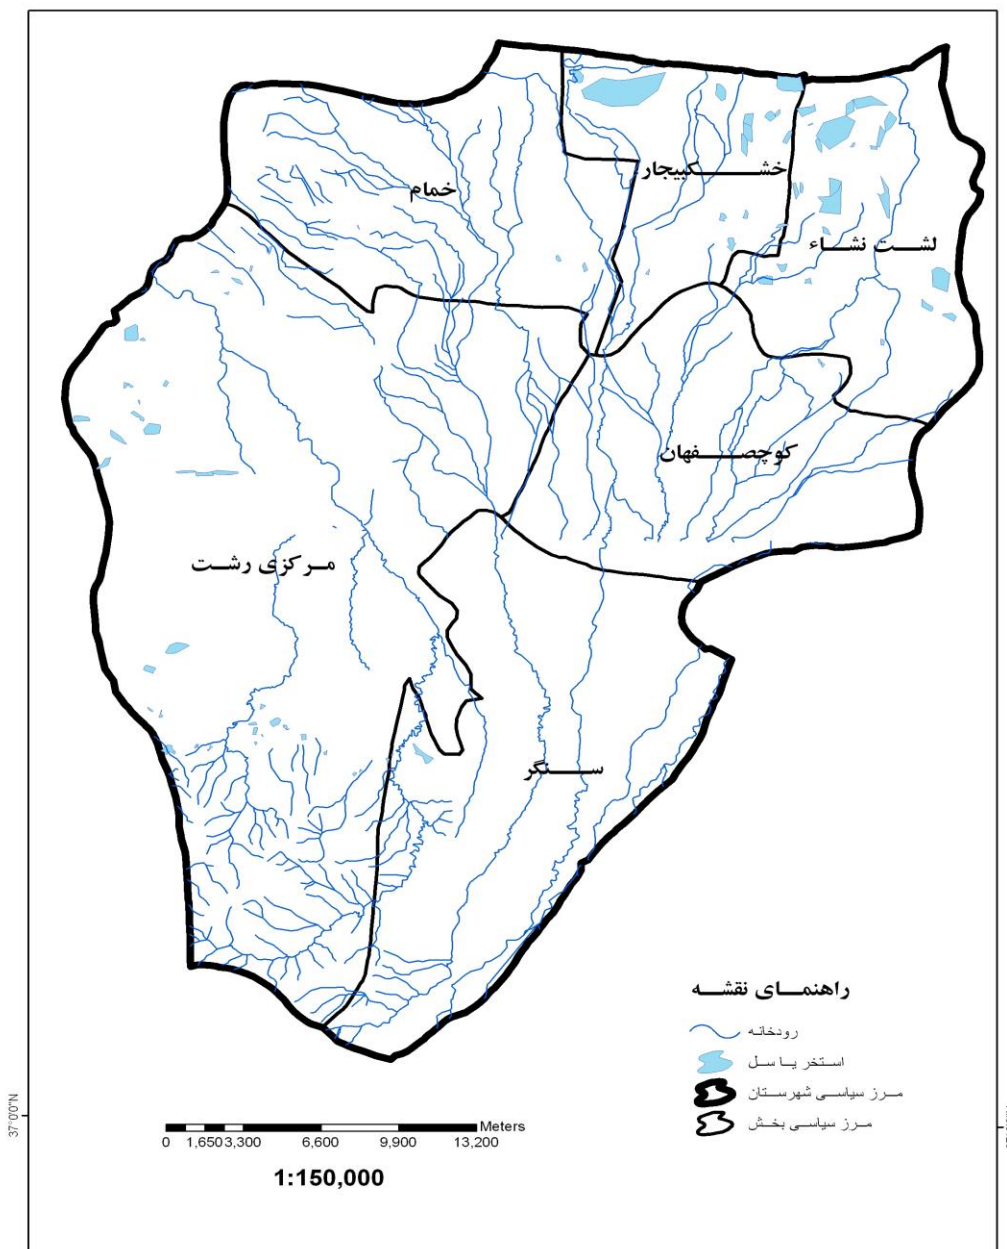 خشکبیجار
خمام
لشت نشاء
کوچصفهان
مرکزی رشت
سنگر
راهنمای نقشه
رودخانه
استخر یا سل
مرز سیاسی شهرستان
مرز سیاسی بخش
37°0'0"N
Meters
0 1,650 3,300 6,600 9,900 13,200
1:150,000